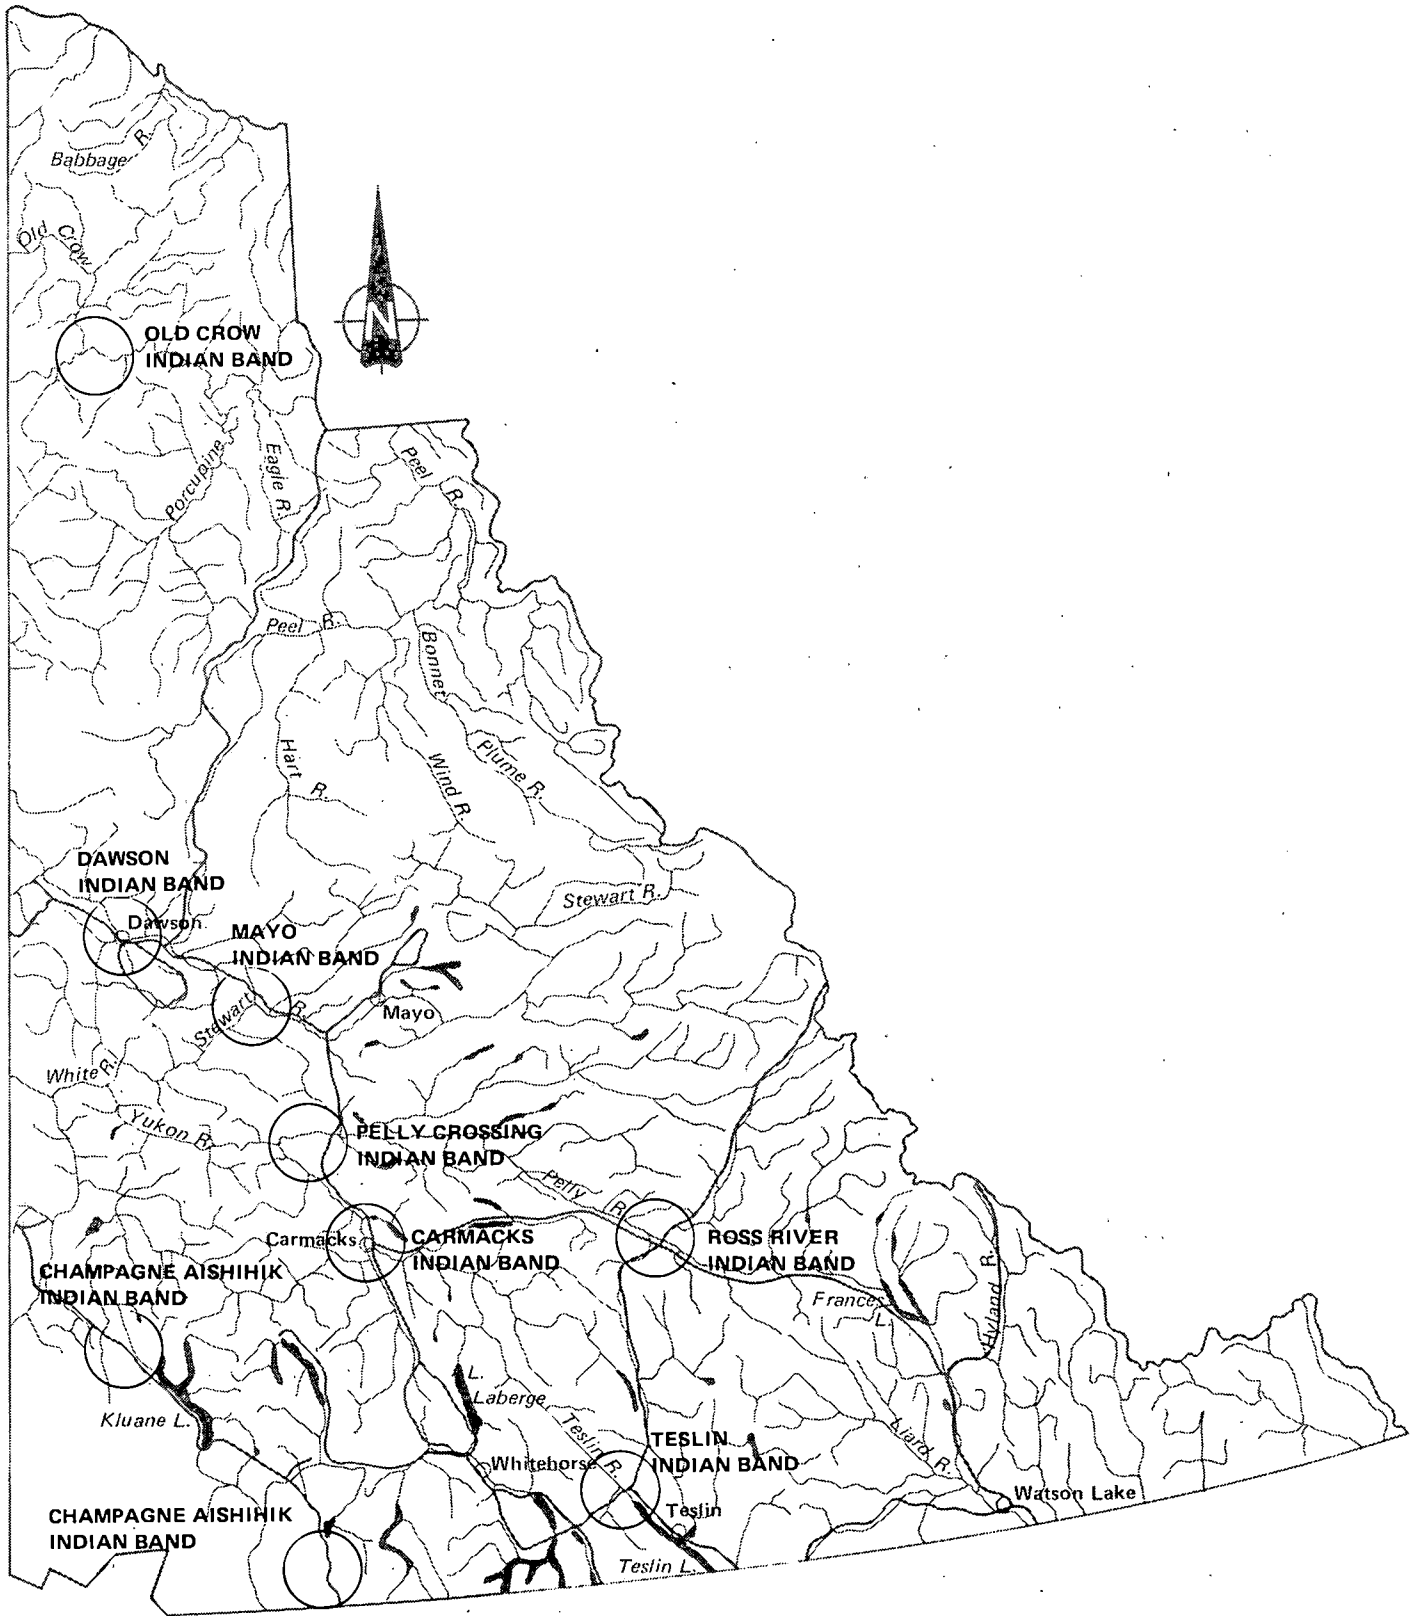 Babbage R.
Old Crow
N
OLD CROW
INDIAN BAND
Porcupine
Eagle R.
Peel R.
Peel R.
Bonnet Plume R.
Hart R.
Wind R.
DAWSON
INDIAN BAND
Dawson
Stewart R.
MAYO
INDIAN BAND
Stewart R.
Mayo
White R.
Yukon R.
PELLY CROSSING
INDIAN BAND
Pelly R.
Carmacks
CARMACKS
INDIAN BAND
ROSS RIVER
INDIAN BAND
CHAMPAGNE AISHIHIK
INDIAN BAND
Frances
L.
Hyland R.
Kluane L.
L.
Laberge
Teslin R.
Liard R.
TESLIN
INDIAN BAND
Whitehorse
Watson Lake
Teslin
CHAMPAGNE AISHIHIK
INDIAN BAND
Teslin L.